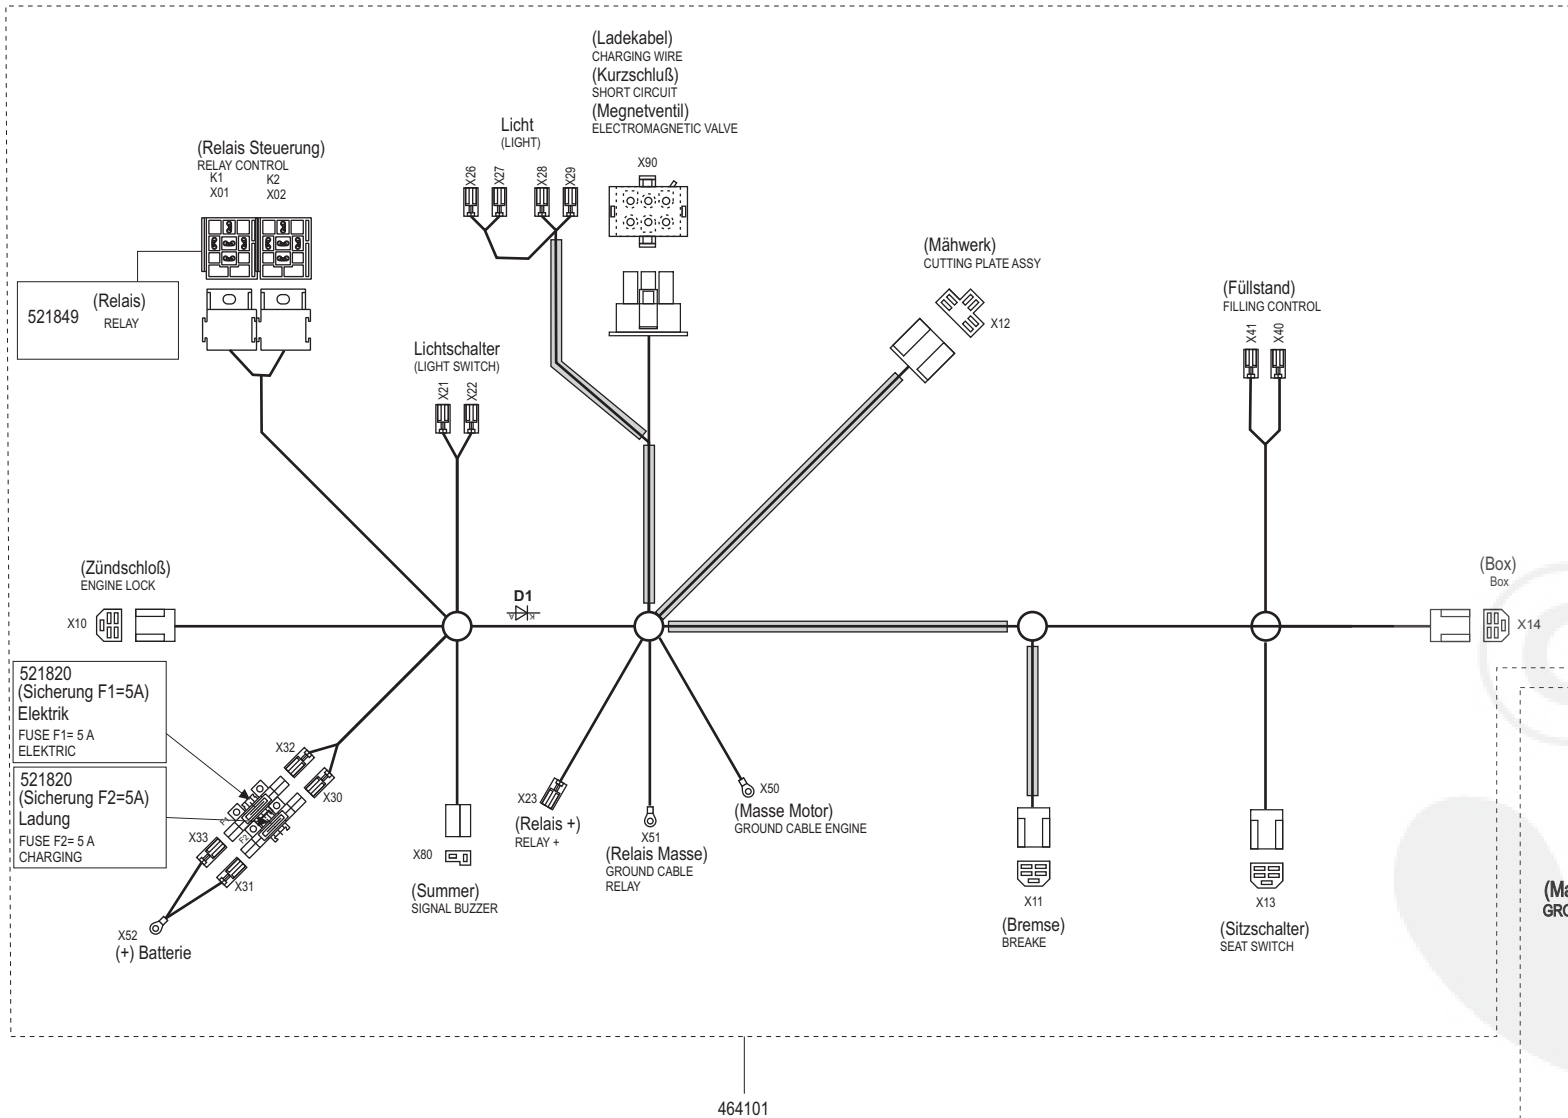 (Ladekabel)
CHARGING WIRE
(Kurzschluß)
SHORT CIRCUIT
(Megnetventil)
ELECTROMAGNETIC VALVE
X90
Licht
(LIGHT)
X26
X27
X28
X29
(Relais Steuerung)
RELAY CONTROL
K1
K2
X01
X02
521849
(Relais)
RELAY
(Mähwerk)
CUTTING PLATE ASSY
X12
(Füllstand)
FILLING CONTROL
X41
X40
Lichtschalter
(LIGHT SWITCH)
X21
X22
(Zündschloß)
ENGINE LOCK
X10
D1
A
K
(Box)
Box
X14
521820
(Sicherung F1=5A)
Elektrik
FUSE F1= 5 A
ELEKTRIC
521820
(Sicherung F2=5A)
Ladung
FUSE F2= 5 A
CHARGING
X32
X30
F1
F2
X33
X31
X52
(+) Batterie
X80
(Summer)
SIGNAL BUZZER
X23
(Relais +)
RELAY +
X51
(Relais Masse)
GROUND CABLE
RELAY
X50
(Masse Motor)
GROUND CABLE ENGINE
X11
(Bremse)
BREAKE
X13
(Sitzschalter)
SEAT SWITCH
(Ma
GRO
464101